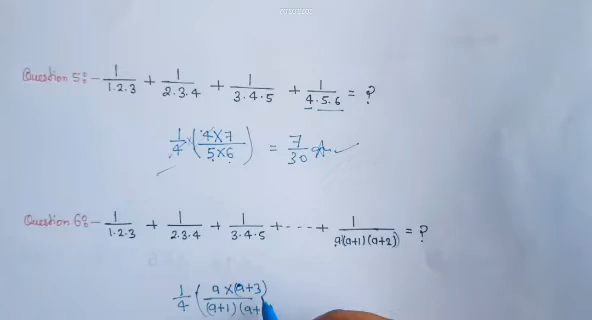 Question 5:- 1/1.2.3 + 1/2.3.4 + 1/3.4.5 + 1/4.5.6 = ?
1/4 × (4×7/5×6) = 7/30 A
Question 6:- 1/1.2.3 + 1/2.3.4 + 1/3.4.5 + ---- + 1/a(a+1)(a+2) = ?
1/4 (a×(a+3)/(a+1)(a+